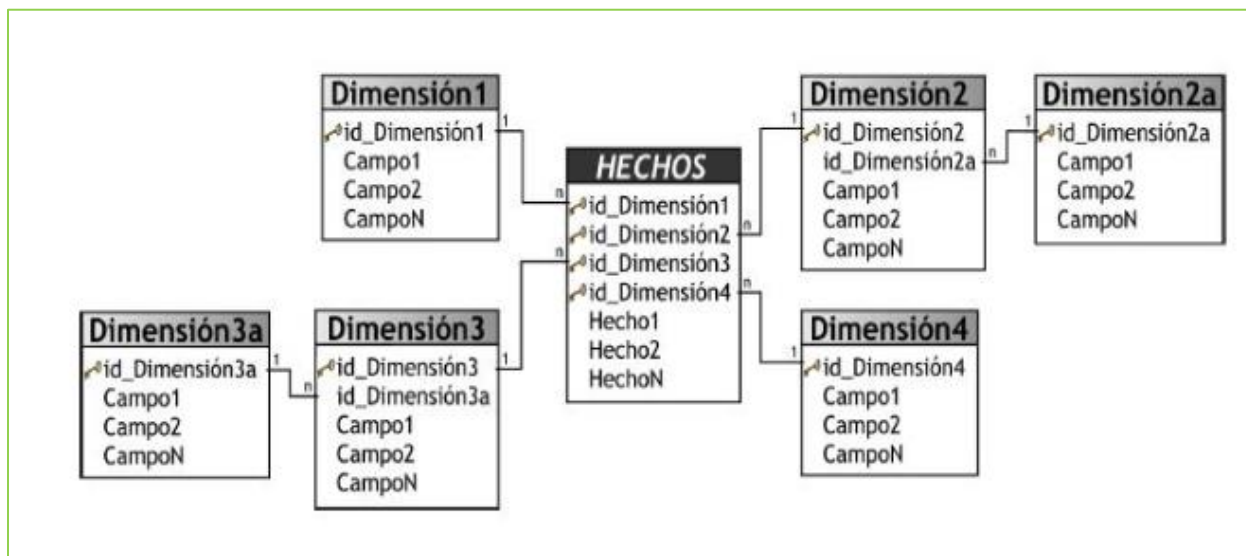 Dimensión1
id_Dimensión1
Campo1
Campo2
CampoN
1
n
HECHOS
id_Dimensión1
id_Dimensión2
id_Dimensión3
id_Dimensión4
Hecho1
Hecho2
HechoN
n
n
n
Dimensión2
1
id_Dimensión2
id_Dimensión2a
Campo1
Campo2
CampoN
n
Dimensión2a
1
id_Dimensión2a
Campo1
Campo2
CampoN
Dimensión3a
id_Dimensión3a
Campo1
Campo2
CampoN
1
n
Dimensión3
id_Dimensión3
id_Dimensión3a
Campo1
Campo2
CampoN
1
Dimensión4
1
id_Dimensión4
Campo1
Campo2
CampoN